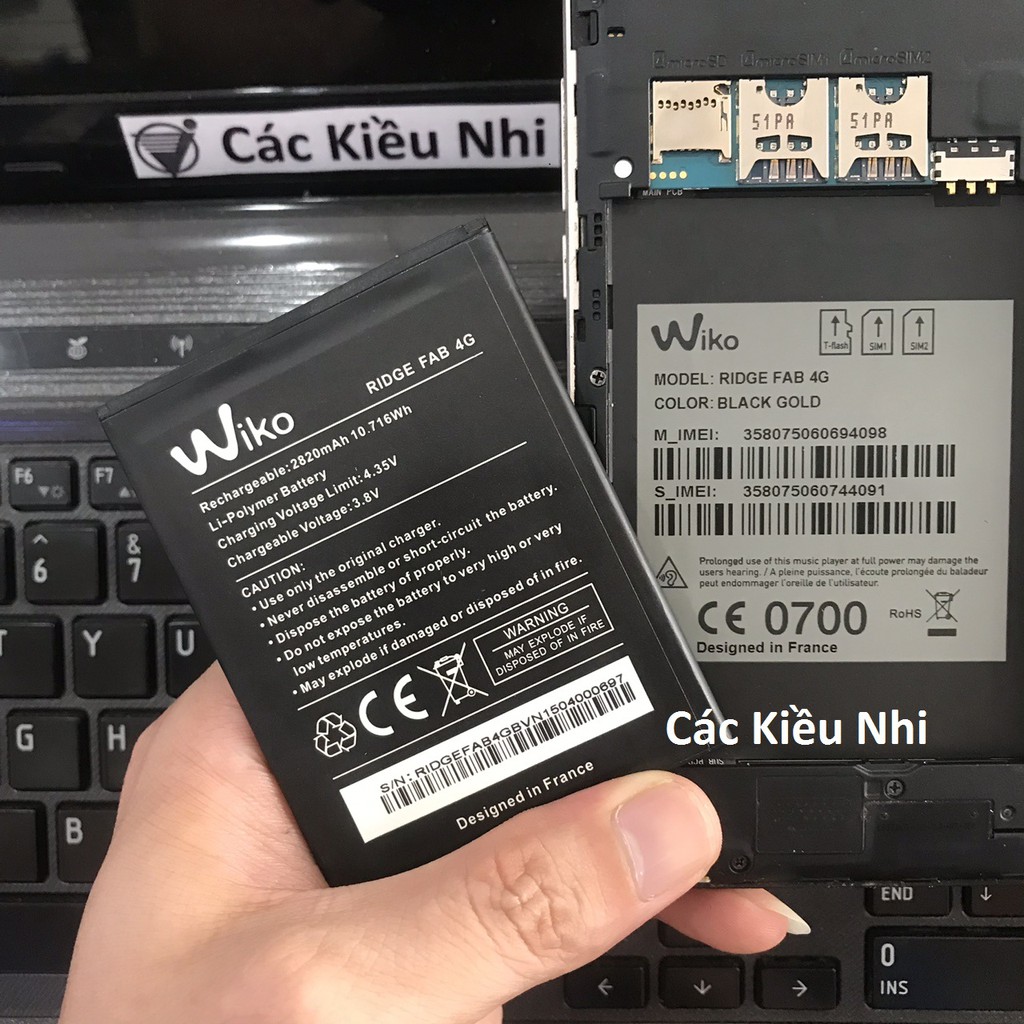 Các Kiều Nhi
microSD
microSIM1
microSIM2
51PA
51PA
MAIN PCB
Wiko
T-flash
SIM1
SIM2
MODEL: RIDGE FAB 4G
COLOR: BLACK GOLD
M_IMEI: 358075060694098
S_IMEI: 358075060744091
Prolonged use of this music player at full power may damage the
users hearing. / A pleine puissance, l'écoute prolongée du baladeur
peut endommager l'oreille de l'utilisateur.
CE 0700
RoHS
Designed in France
Wiko
RIDGE FAB 4G
Rechargeable: 2820mAh 10.716Wh
Li-Polymer Battery
Charging Voltage Limit: 4.35V
Chargeable Voltage: 3.8V
CAUTION:
• Use only the original charger.
• Never disassemble or short-circuit the battery.
• Dispose the battery of properly.
• Do not expose the battery to very high or very
low temperatures.
• May explode if damaged or disposed of in fire.
CE
WARNING
MAY EXPLODE IF
DISPOSED OF IN FIRE
S/N: RIDGEFAB4GBVN1504000697
Designed in France
Các Kiều Nhi
F6
F7
^
6
&
7
T
Y
U
G
H
B
END
0
INS